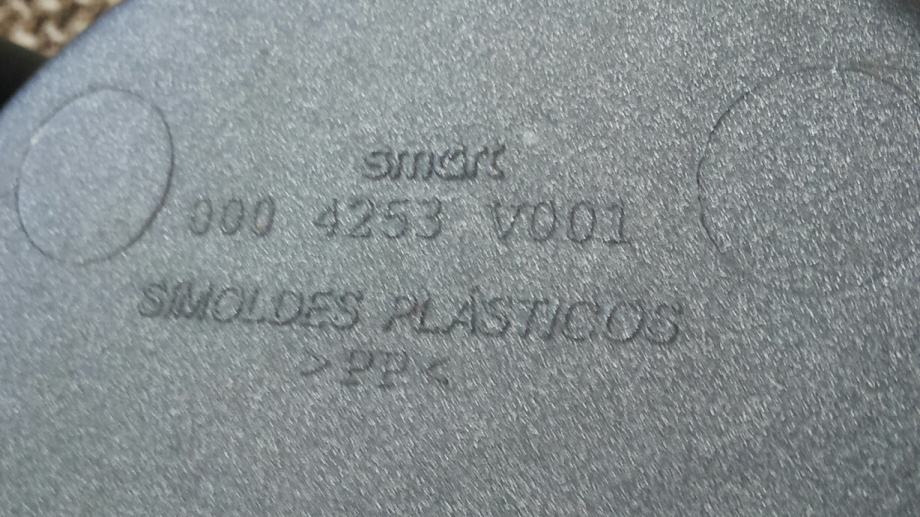 smart
000 4253 V001
SIMOLDES PLÁSTICOS
>PP<